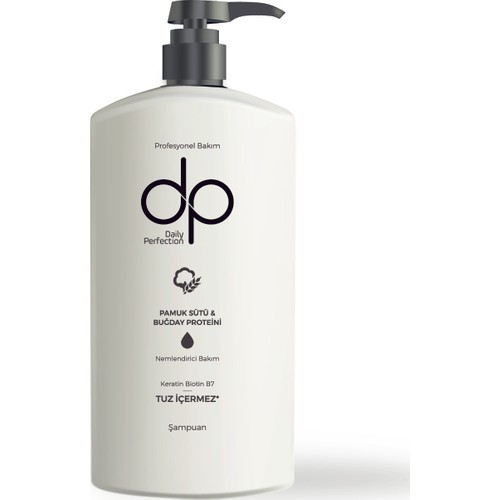 Profesyonel Bakım
dp
Daily
Perfection
PAMUK SÜTÜ &
BUĞDAY PROTEİNİ
Nemlendirici Bakım
Keratin Biotin B7
TUZ İÇERMEZ*
Şampuan